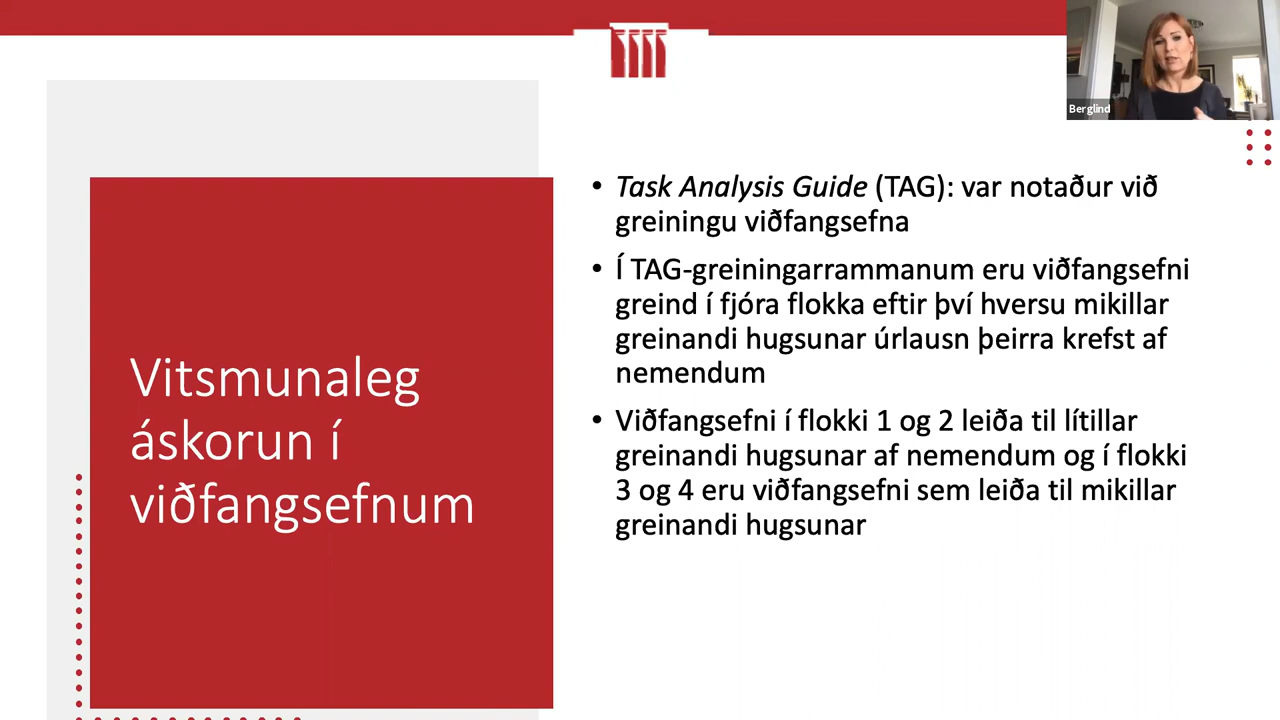 Berglind
Vitsmunaleg
áskorun í
viðfangsefnum
• Task Analysis Guide (TAG): var notaður við
greiningu viðfangsefna
• Í TAG-greiningarrammanum eru viðfangsefni
greind í fjóra flokka eftir því hversu mikillar
greinandi hugsunar úrlausn þeirra krefst af
nemendum
• Viðfangsefni í flokki 1 og 2 leiða til lítillar
greinandi hugsunar af nemendum og í flokki
3 og 4 eru viðfangsefni sem leiða til mikillar
greinandi hugsunar